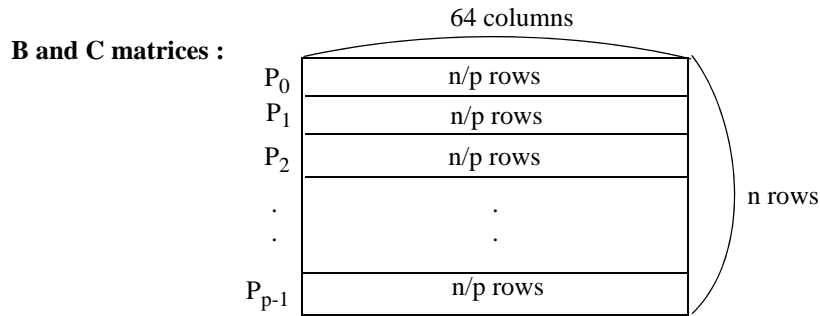 64 columns
B and C matrices :
P0 n/p rows
P1 n/p rows
P2 n/p rows
. .
n rows
. .
Pp-1 n/p rows